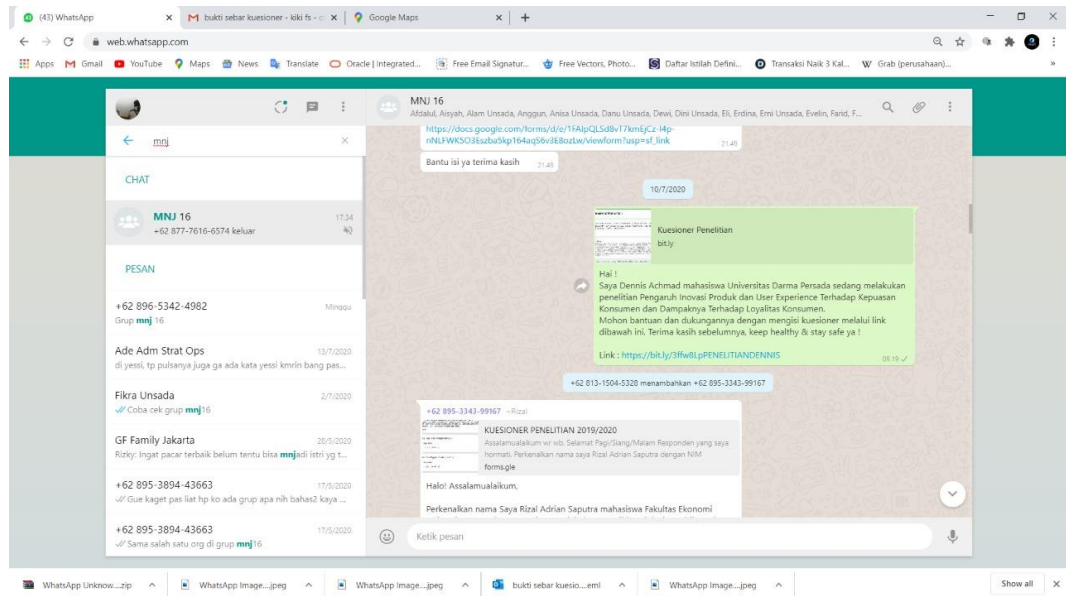 (43) WhatsApp
bukti sebar kuesioner - kiki fs - c
Google Maps
web.whatsapp.com
Apps
Gmail
YouTube
Maps
News
Translate
Oracle | Integrated...
Free Email Signatur...
Free Vectors, Photo...
Daftar Istilah Defini...
Transaksi Naik 3 Kal...
Grab (perusahaan)...
mnj
CHAT
MNJ 16
17.34
+62 877-7616-6574 keluar
PESAN
+62 896-5342-4982
Minggu
Grup mnj 16
Ade Adm Strat Ops
13/7/2020
di yessi, tp pulsanya juga ga ada kata yessi kmrin bang pas...
Fikra Unsada
2/7/2020
Coba cek grup mnj16
GF Family Jakarta
28/5/2020
Rizky: Ingat pacar terbaik belum tentu bisa mnjadi istri yg t...
+62 895-3894-43663
17/5/2020
Gue kaget pas liat hp ko ada grup apa nih bahas2 kaya ...
+62 895-3894-43663
17/5/2020
Sama salah satu org di grup mnj16
MNJ 16
Afdalul, Aisyah, Alam Unsada, Anggun, Anisa Unsada, Danu Unsada, Dewi, Dini Unsada, Eli, Erdina, Erni Unsada, Evelin, Farid, F...
21.48
Bantu isi ya terima kasih
21.48
10/7/2020
Kuesioner Penelitian
bit.ly
Hai !
Saya Dennis Achmad mahasiswa Universitas Darma Persada sedang melakukan
penelitian Pengaruh Inovasi Produk dan User Experience Terhadap Kepuasan
Konsumen dan Dampaknya Terhadap Loyalitas Konsumen.
Mohon bantuan dan dukungannya dengan mengisi kuesioner melalui link
dibawah ini. Terima kasih sebelumnya, keep healthy & stay safe ya !
Link : https://bit.ly/3ffw8LpPENELITIANDENNIS
09.19
+62 813-1504-5328 menambahkan +62 895-3343-99167
+62 895-3343-99167 ~Rizal
KUESIONER PENELITIAN 2019/2020
Assalamualaikum wr wb. Selamat Pagi/Siang/Malam Responden yang saya
hormati. Perkenalkan nama saya Rizal Adrian Saputra dengan NIM
forms.gle
Halo! Assalamualaikum,
Perkenalkan nama Saya Rizal Adrian Saputra mahasiswa Fakultas Ekonomi
Ketik pesan
WhatsApp Unknow....zip
WhatsApp Image....jpeg
WhatsApp Image....jpeg
bukti sebar kuesio....eml
WhatsApp Image....jpeg
Show all